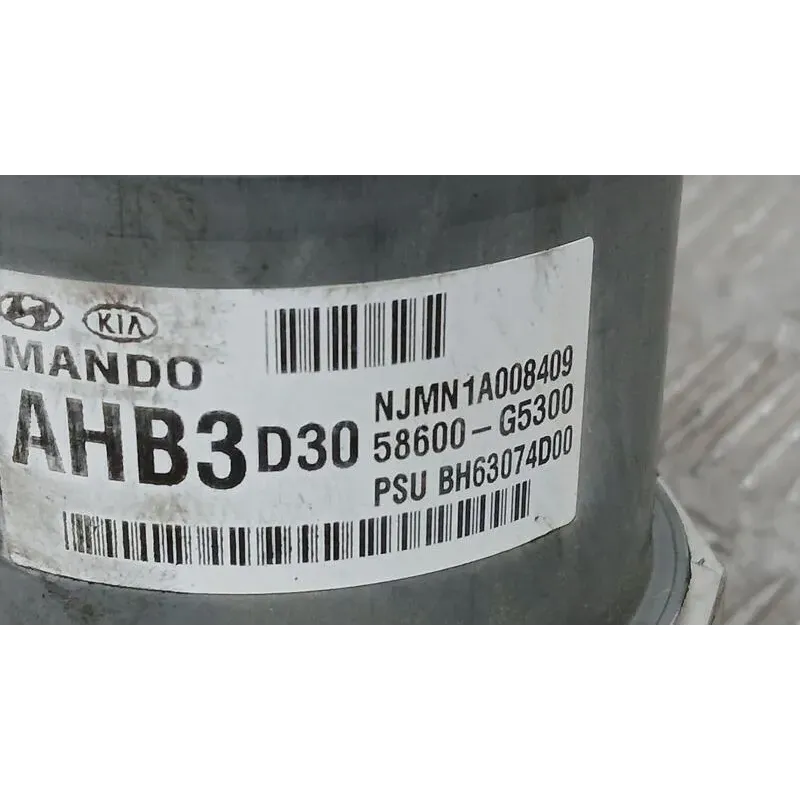 KIA
MANDO
AHB3 D30
NJMN1A008409
58600-G5300
PSU BH63074D00